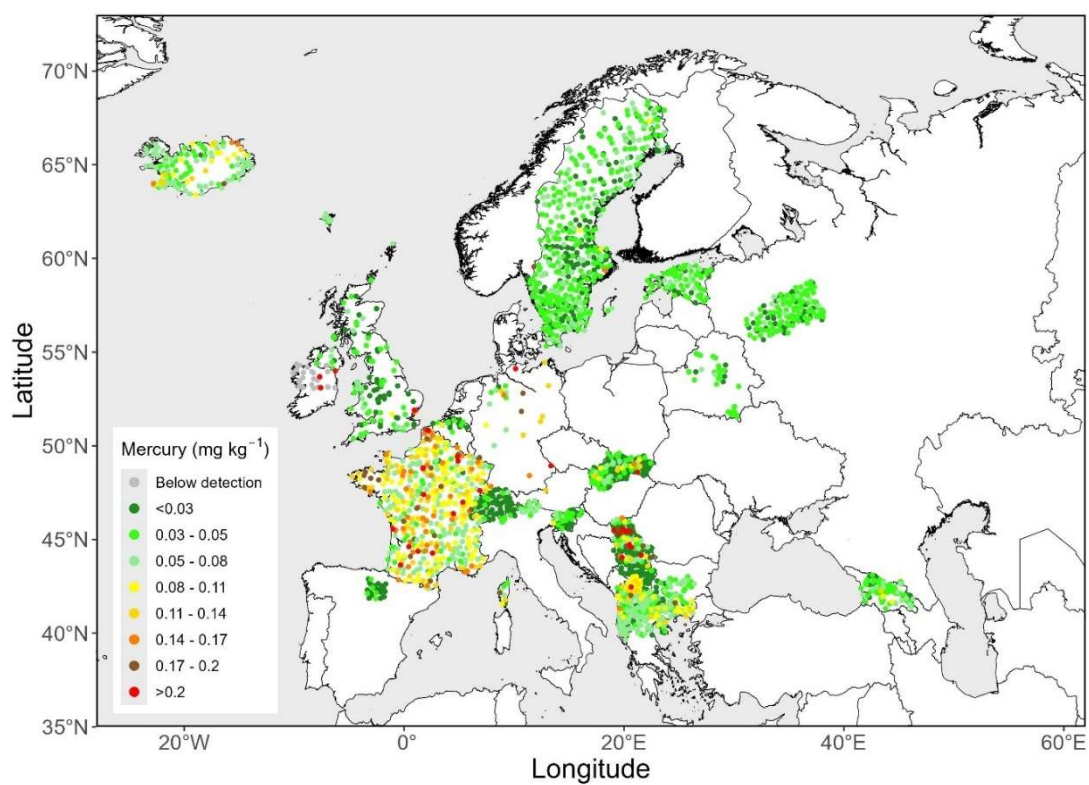 70°N
65°N
60°N
55°N
50°N
45°N
40°N
35°N
Latitude
Mercury (mg kg⁻¹)
Below detection
<0.03
0.03 - 0.05
0.05 - 0.08
0.08 - 0.11
0.11 - 0.14
0.14 - 0.17
0.17 - 0.2
>0.2
20°W
0°
20°E
40°E
60°E
Longitude